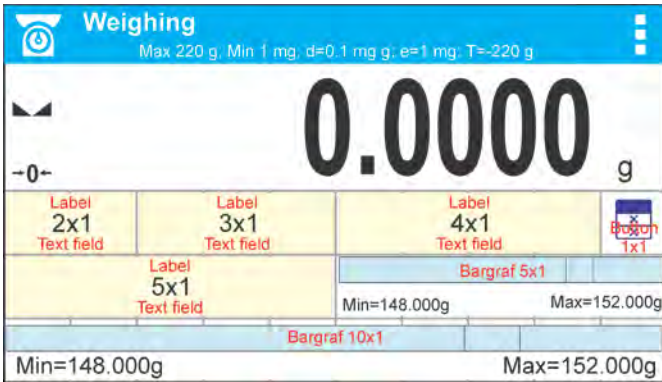 Weighing
Max 220 g, Min 1 mg; d=0.1 mg g; e=1 mg; T=-220 g
0.0000
→0← g
Label Label Label
2x1 3x1 4x1 Button
Text field Text field Text field 1x1
Label
5x1
Text field
Bargraf 5x1
Min=148.000g Max=152.000g
Bargraf 10x1
Min=148.000g Max=152.000g